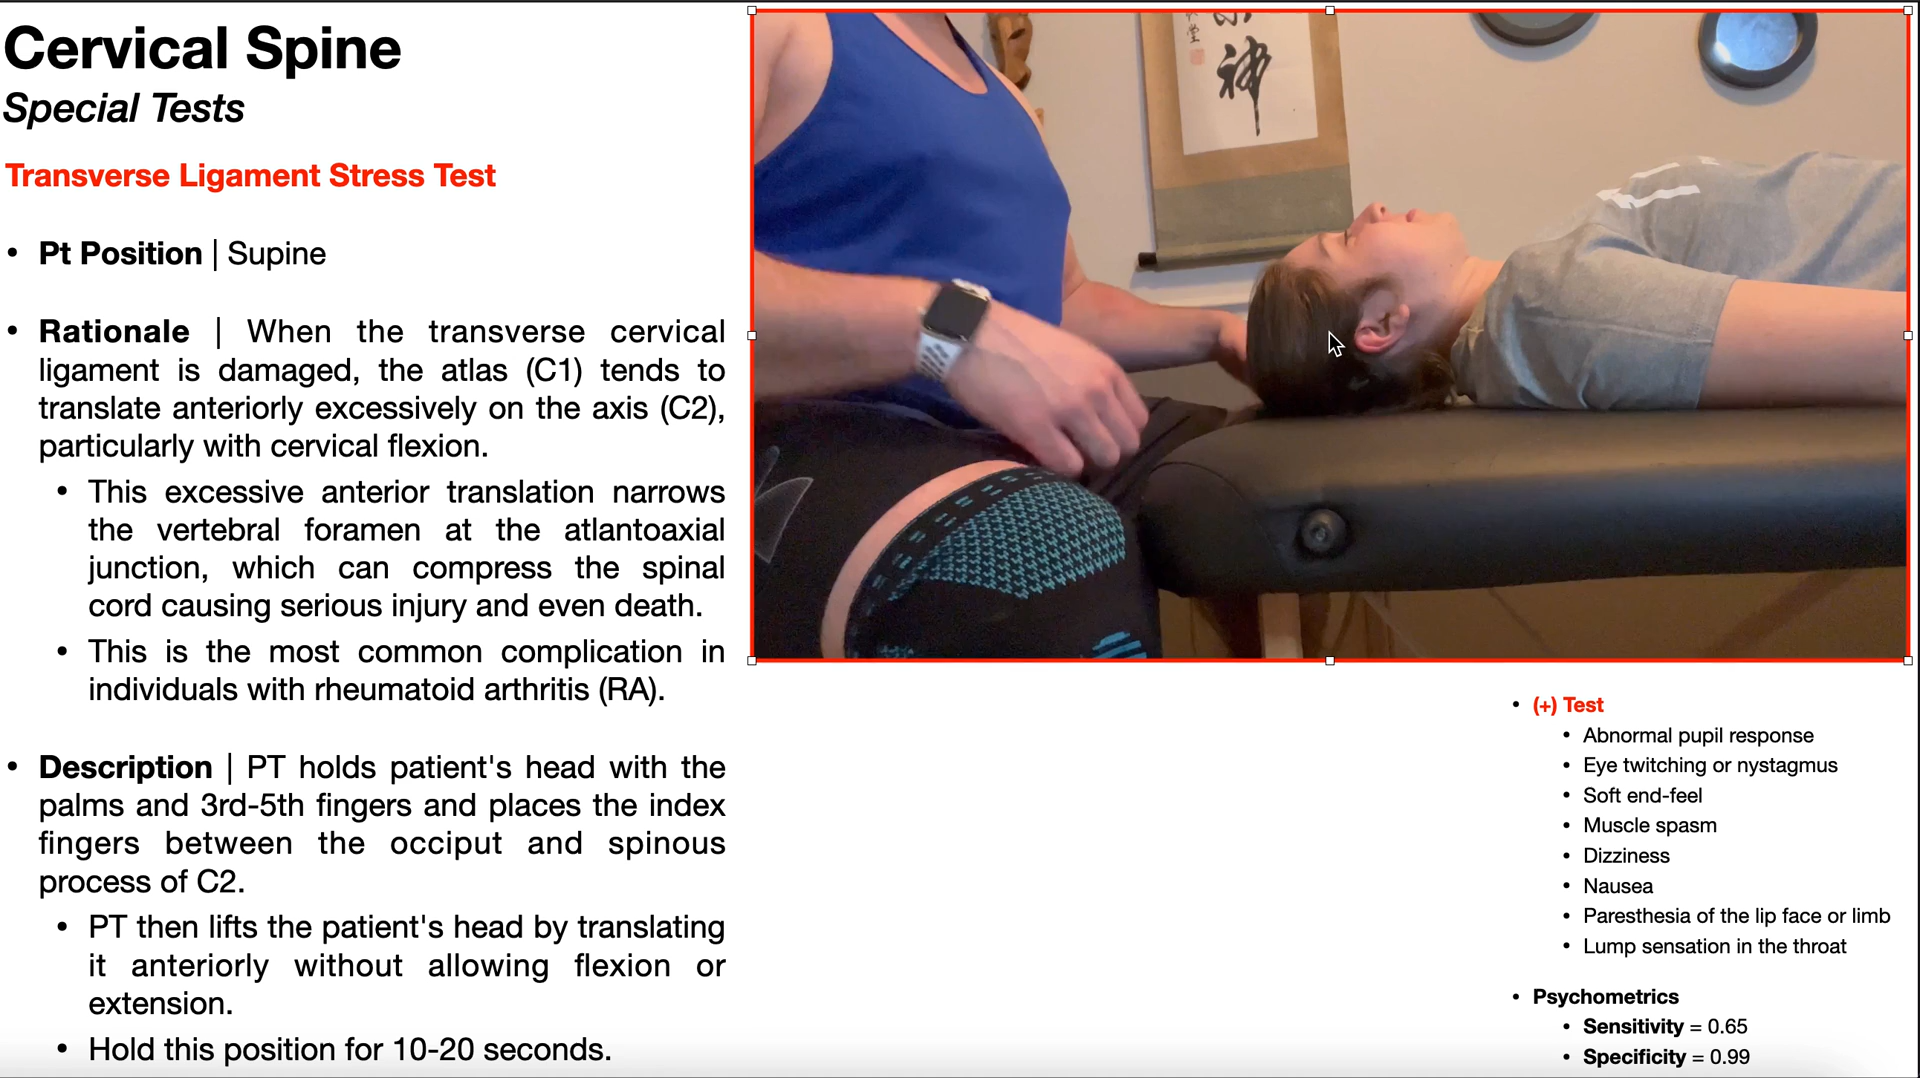 Cervical Spine
Special Tests
Transverse Ligament Stress Test
• Pt Position | Supine
• Rationale | When the transverse cervical
ligament is damaged, the atlas (C1) tends to
translate anteriorly excessively on the axis (C2),
particularly with cervical flexion.
• This excessive anterior translation narrows
the vertebral foramen at the atlantoaxial
junction, which can compress the spinal
cord causing serious injury and even death.
• This is the most common complication in
individuals with rheumatoid arthritis (RA).
• Description | PT holds patient's head with the
palms and 3rd-5th fingers and places the index
fingers between the occiput and spinous
process of C2.
• PT then lifts the patient's head by translating
it anteriorly without allowing flexion or
extension.
• Hold this position for 10-20 seconds.
神
堂
• (+) Test
• Abnormal pupil response
• Eye twitching or nystagmus
• Soft end-feel
• Muscle spasm
• Dizziness
• Nausea
• Paresthesia of the lip face or limb
• Lump sensation in the throat
• Psychometrics
• Sensitivity = 0.65
• Specificity = 0.99